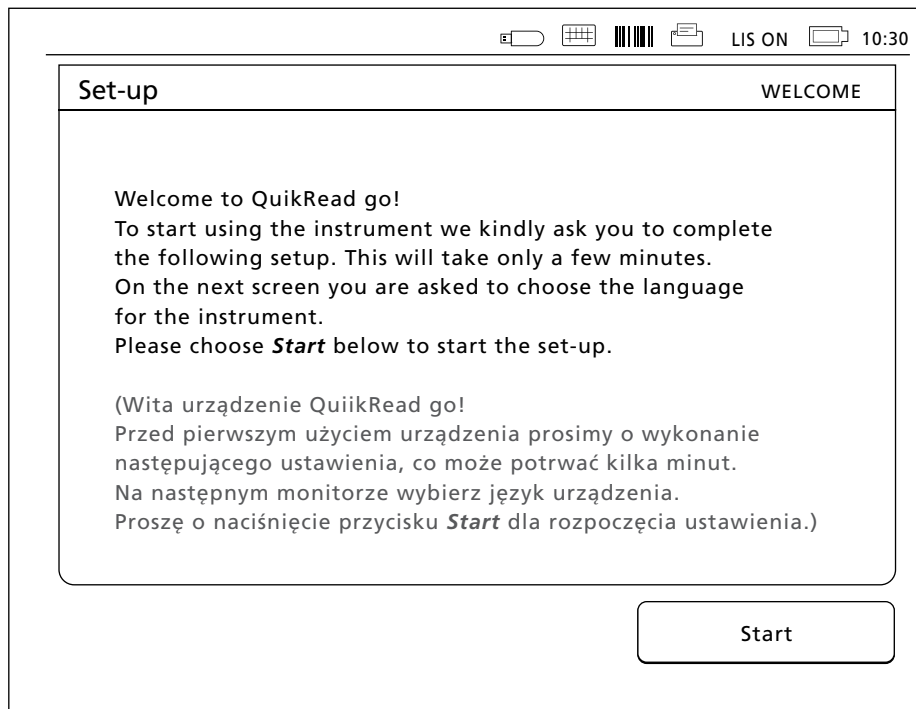 LIS ON 10:30
Set-up WELCOME
Welcome to QuikRead go!
To start using the instrument we kindly ask you to complete
the following setup. This will take only a few minutes.
On the next screen you are asked to choose the language
for the instrument.
Please choose Start below to start the set-up.
(Wita urządzenie QuiikRead go!
Przed pierwszym użyciem urządzenia prosimy o wykonanie
następującego ustawienia, co może potrwać kilka minut.
Na następnym monitorze wybierz język urządzenia.
Proszę o naciśnięcie przycisku Start dla rozpoczęcia ustawienia.)
Start